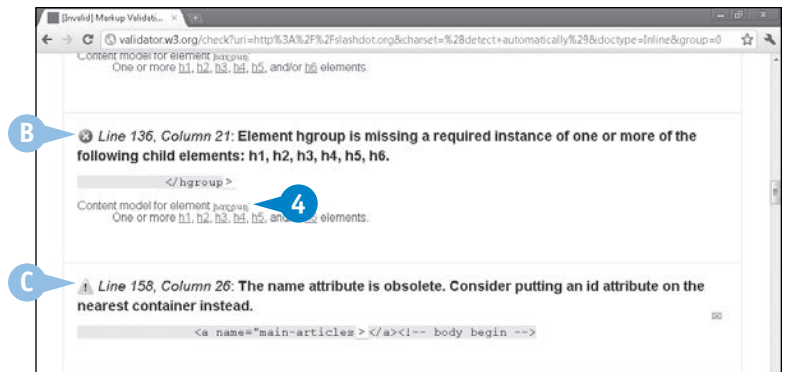 [Invalid] Markup Validati...
validator.w3.org/check?uri=http%3A%2F%2Fslashdot.org&charset=%28detect+automatically%29&doctype=Inline&group=0
Content model for element hgroup:
One or more h1, h2, h3, h4, h5, and/or h6 elements.
B
Line 136, Column 21: Element hgroup is missing a required instance of one or more of the
following child elements: h1, h2, h3, h4, h5, h6.
</hgroup>
Content model for element hgroup:
4
One or more h1, h2, h3, h4, h5, elements.
C
Line 158, Column 26: The name attribute is obsolete. Consider putting an id attribute on the
nearest container instead.
<a name="main-articles></a><!-- body begin -->